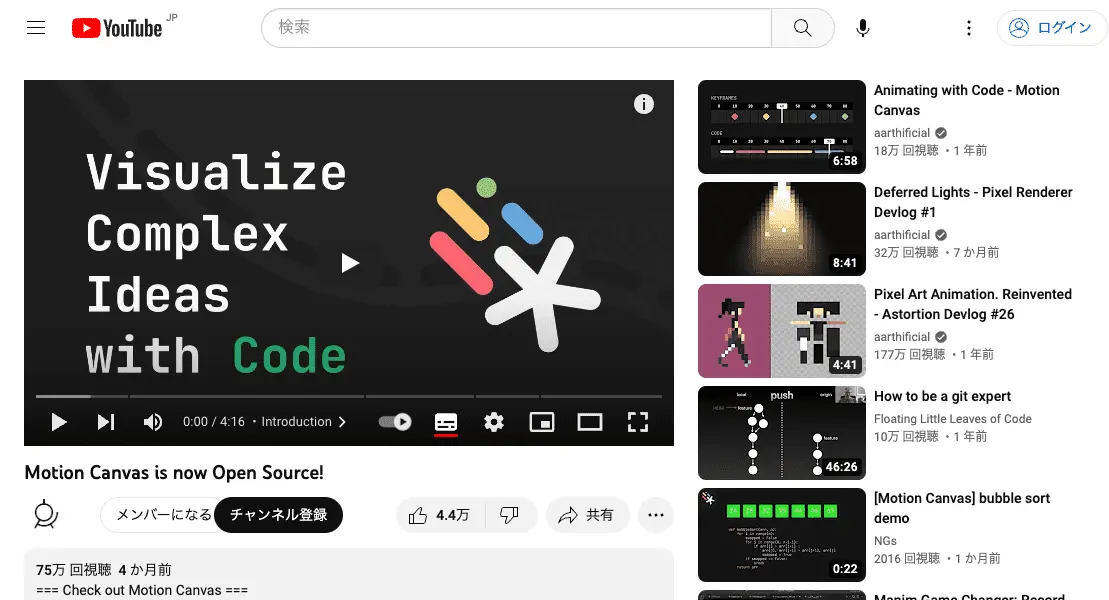 YouTube JP
検索
ログイン
Visualize
Complex
Ideas
with Code
0:00 / 4:16 ・ Introduction
Motion Canvas is now Open Source!
メンバーになる
チャンネル登録
4.4万
共有
75万 回視聴 4 か月前
=== Check out Motion Canvas ===
KEYFRAMES
CODE
6:58
Animating with Code - Motion
Canvas
aarthificial
18万 回視聴 ・1 年前
8:41
Deferred Lights - Pixel Renderer
Devlog #1
aarthificial
32万 回視聴 ・7 か月前
4:41
Pixel Art Animation. Reinvented
- Astortion Devlog #26
aarthificial
177万 回視聴 ・1 年前
local push origin
feature
feature
46:26
How to be a git expert
Floating Little Leaves of Code
10万 回視聴 ・1 年前
0:22
[Motion Canvas] bubble sort
demo
NGs
2016 回視聴 ・1 か月前
Manim Game Changer: Record